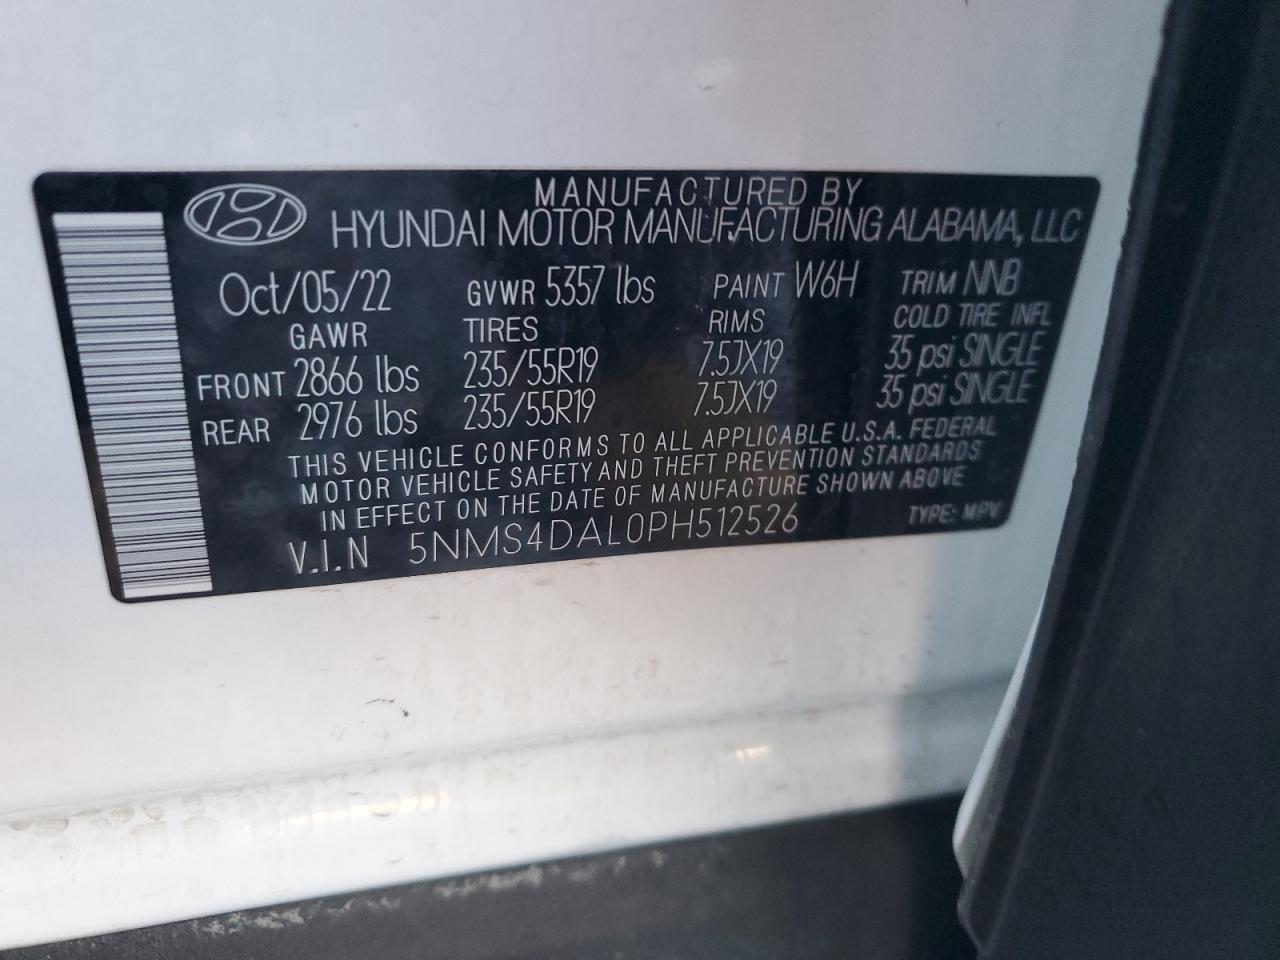 MANUFACTURED BY
HYUNDAI MOTOR MANUFACTURING ALABAMA, LLC
Oct/05/22 GVWR 5357 lbs PAINT W6H TRIM NNB
GAWR TIRES RIMS COLD TIRE INFL
FRONT 2866 lbs 235/55R19 7.5JX19 35 psi SINGLE
REAR 2976 lbs 235/55R19 7.5JX19 35 psi SINGLE
THIS VEHICLE CONFORMS TO ALL APPLICABLE U.S.A. FEDERAL
MOTOR VEHICLE SAFETY AND THEFT PREVENTION STANDARDS
IN EFFECT ON THE DATE OF MANUFACTURE SHOWN ABOVE
V.I.N 5NMS4DAL0PH512526 TYPE: MPV